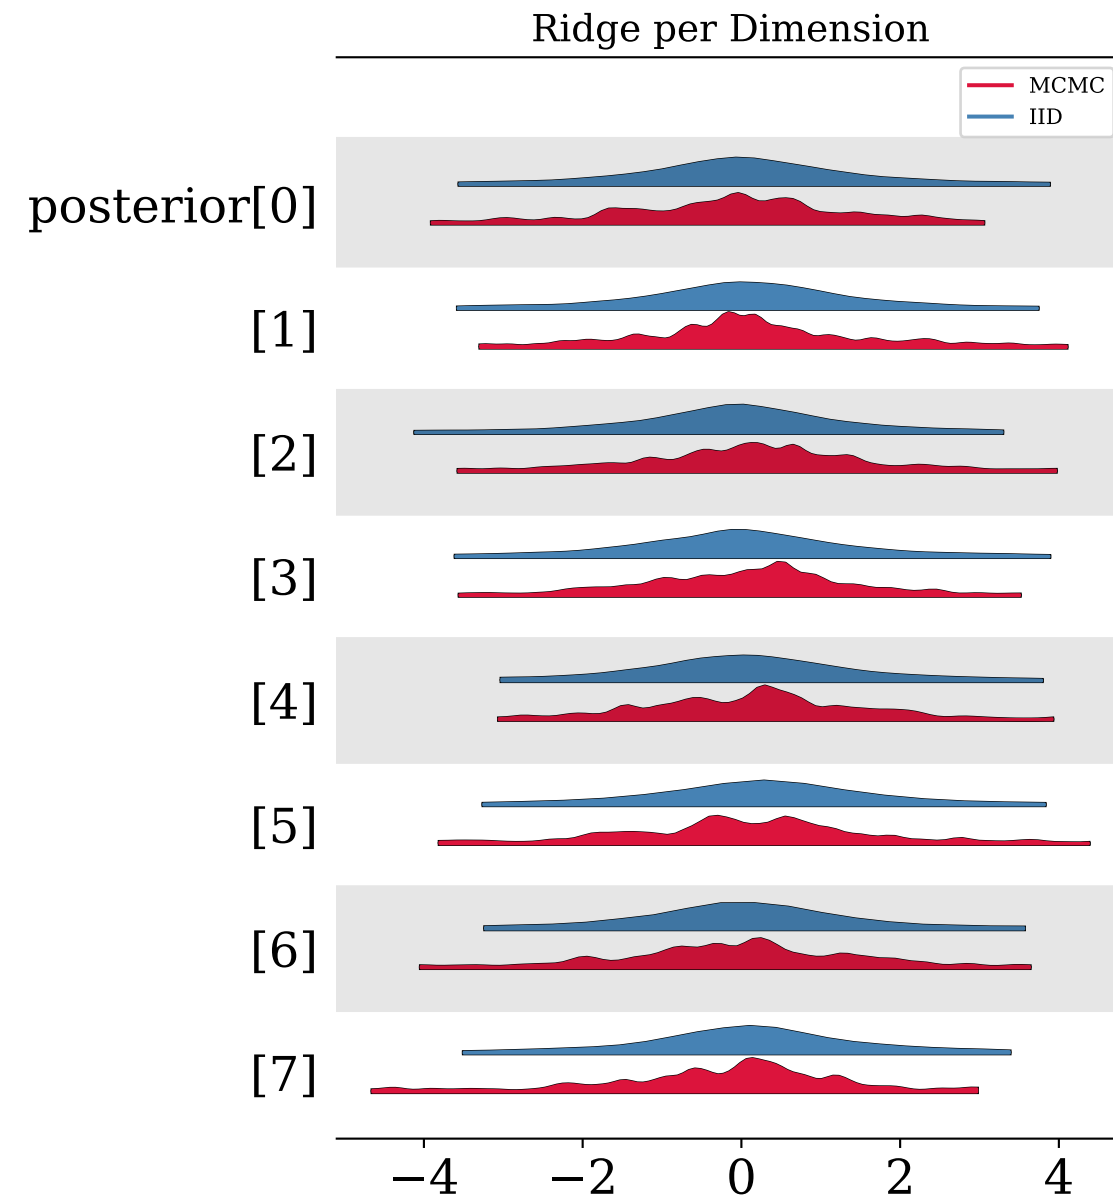 Ridge per Dimension
MCMC
IID
posterior[0]
[1]
[2]
[3]
[4]
[5]
[6]
[7]
−4 −2 0 2 4